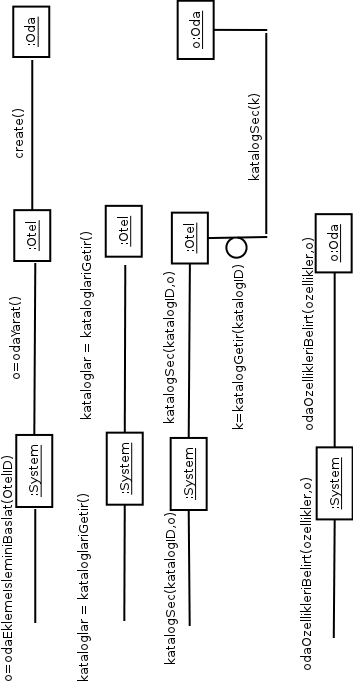 o=odaEklemeIsleminiBaslat(OtelID)
:System
o=odaYarat()
:Otel
create()
:Oda
kataloglar = kataloglariGetir()
:System
kataloglar = kataloglariGetir()
:Otel
katalogSec(katalogID,o)
:System
katalogSec(katalogID,o)
:Otel
k=katalogGetir(katalogID)
katalogSec(k)
o:Oda
odaOzellikleriBelirt(ozellikler,o)
:System
odaOzellikleriBelirt(ozellikler,o)
o:Oda